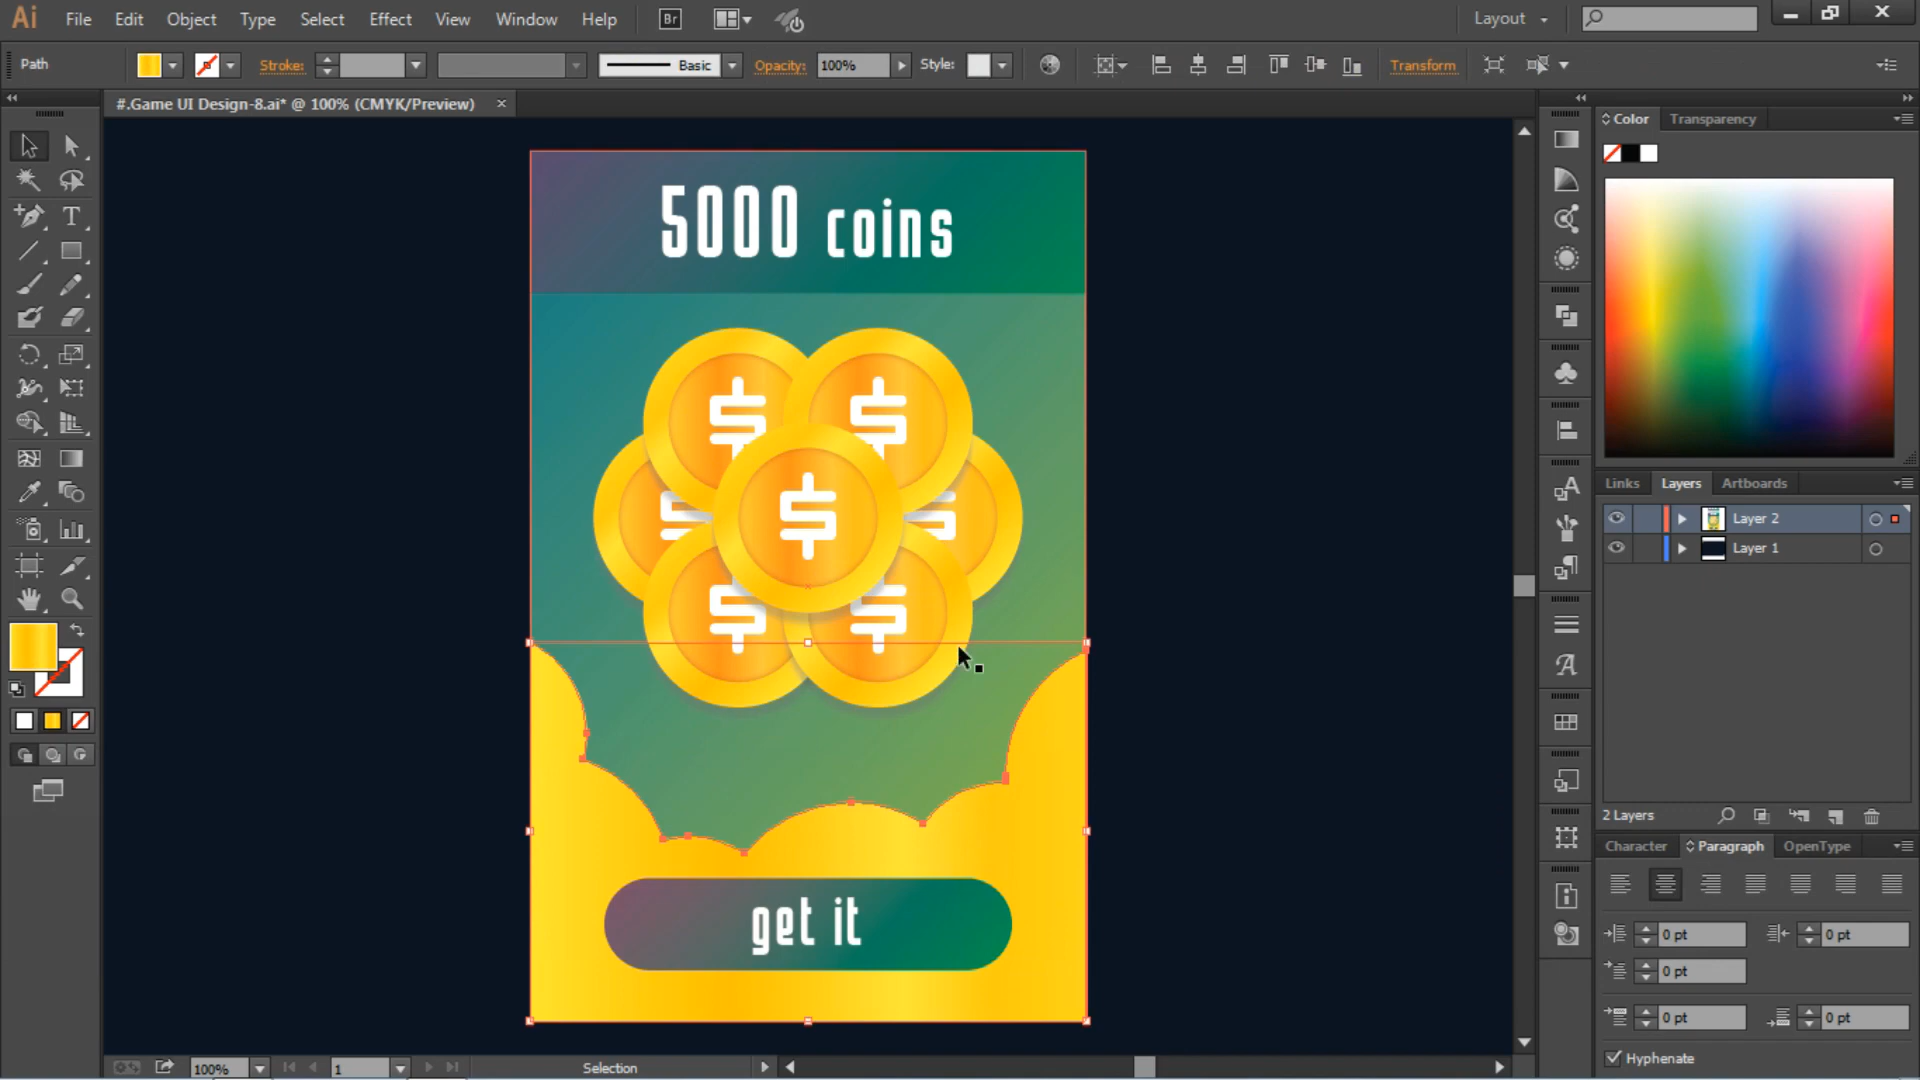 Ai File Edit Object Type Select Effect View Window Help Br Layout
Path Stroke: Basic Opacity: 100% Style: Transform
#.Game UI Design-8.ai* @ 100% (CMYK/Preview)
Color Transparency
5000 coins
$ $
$ $ $
$ $
get it
Links Layers Artboards
Layer 2
Layer 1
2 Layers
Character Paragraph OpenType
0 pt 0 pt
0 pt
0 pt 0 pt
Hyphenate
100% 1 Selection